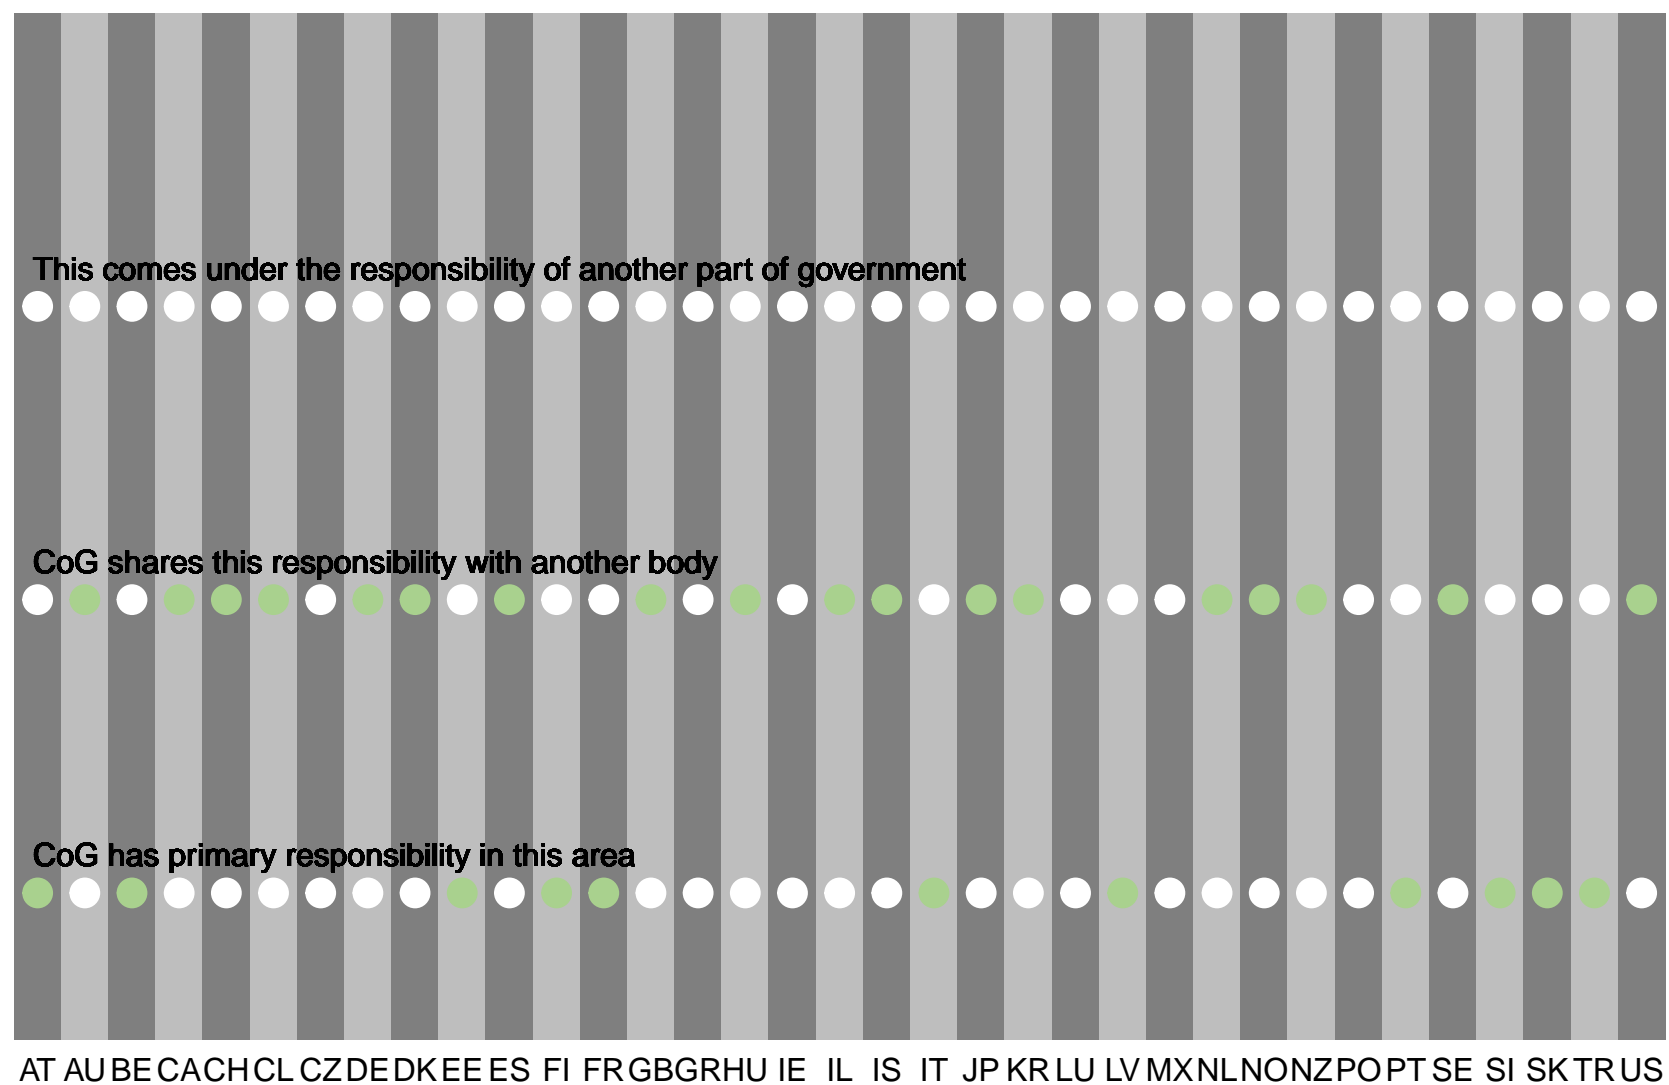 This comes under the responsibility of another part of government
CoG shares this responsibility with another body
CoG has primary responsibility in this area
AT AU BE CA CH CL CZ DE DK EE ES FI FR GB GR HU IE IL IS IT JP KR LU LV MX NL NO NZ PO PT SE SI SK TR US